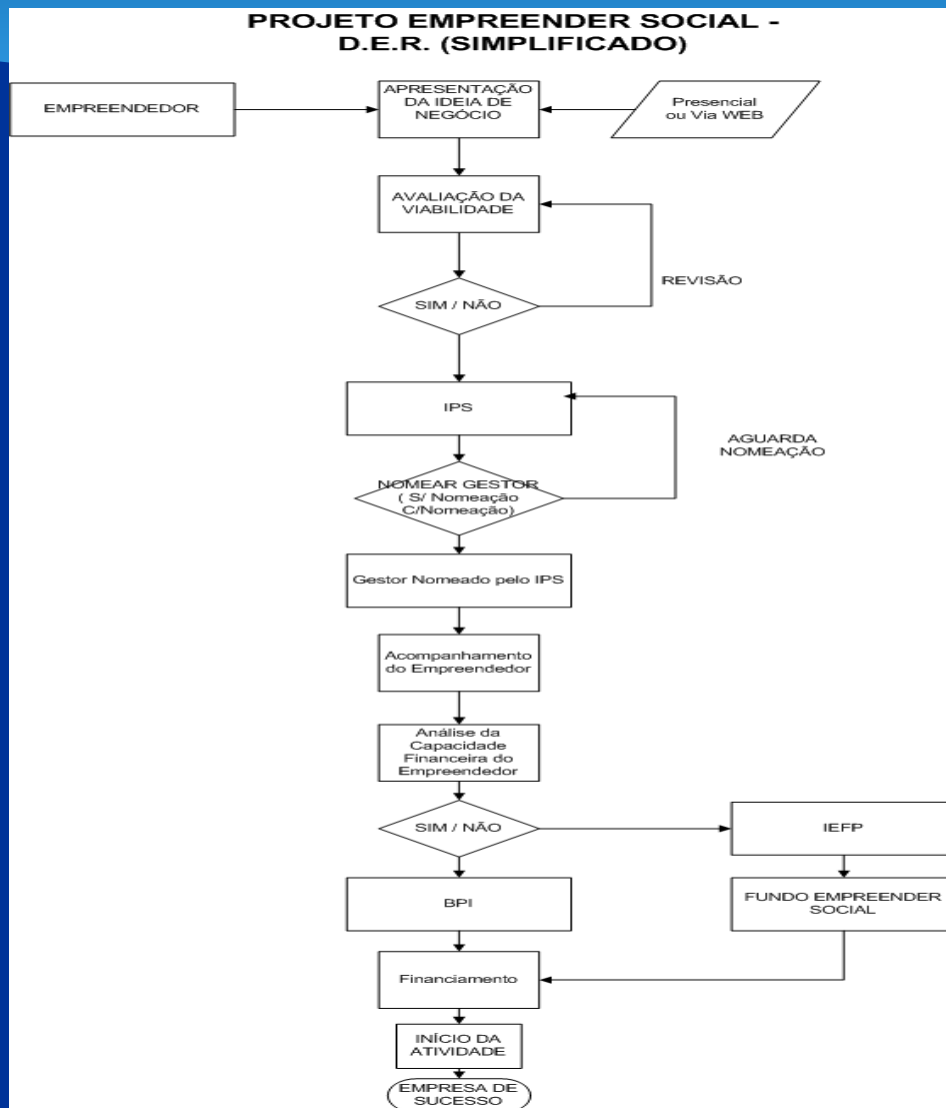 PROJETO EMPREENDER SOCIAL -
D.E.R. (SIMPLIFICADO)
EMPREENDEDOR
APRESENTAÇÃO
DA IDEIA DE
NEGÓCIO
Presencial
ou Via WEB
AVALIAÇÃO DA
VIABILIDADE
REVISÃO
SIM / NÃO
IPS
AGUARDA
NOMEAÇÃO
NOMEAR GESTOR
( S/ Nomeação
C/Nomeação)
Gestor Nomeado pelo IPS
Acompanhamento
do Empreendedor
Análise da
Capacidade
Financeira do
Empreendedor
SIM / NÃO
IEFP
BPI
FUNDO EMPREENDER
SOCIAL
Financiamento
INÍCIO DA
ATIVIDADE
EMPRESA DE
SUCESSO